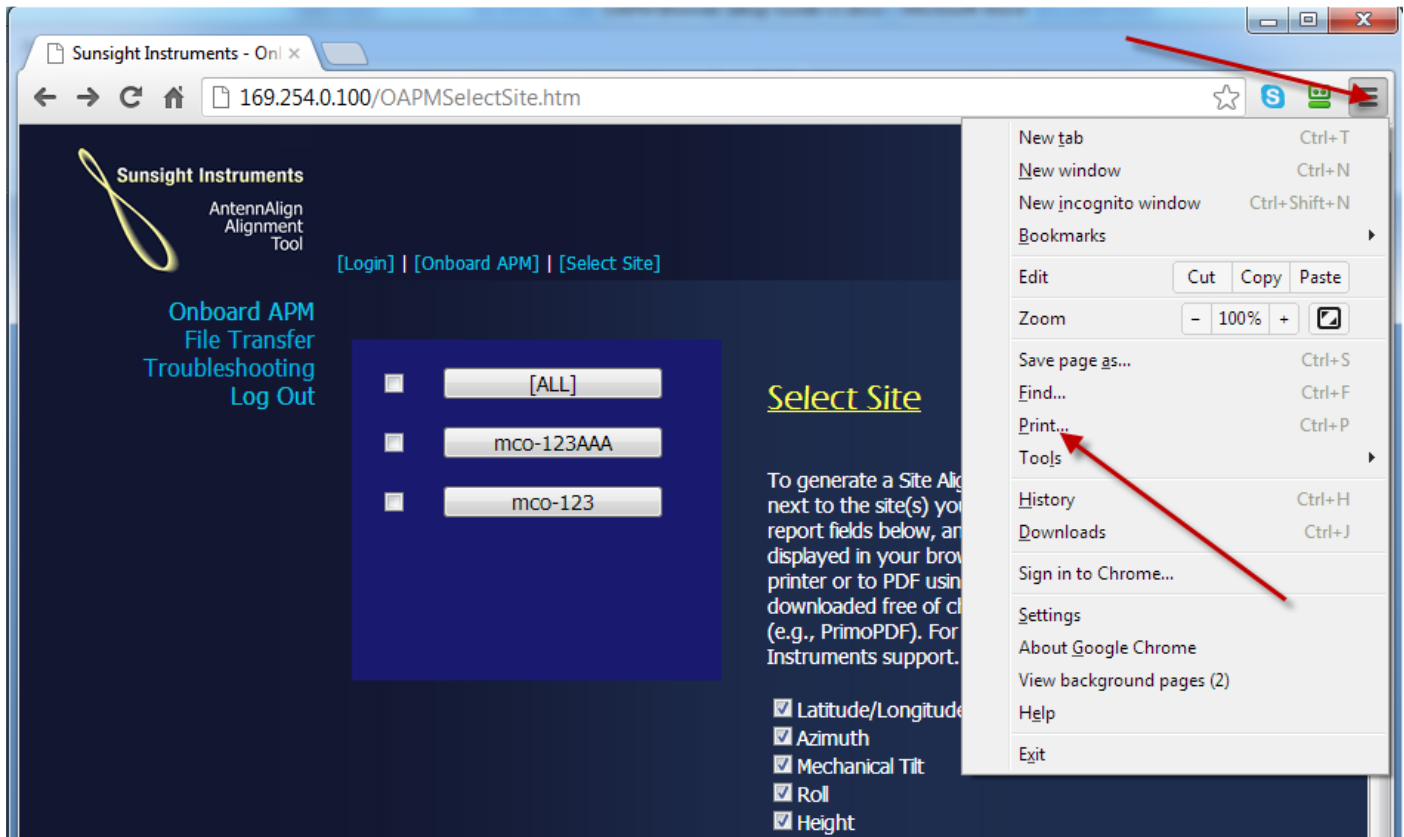 Sunsight Instruments - Onl
169.254.0.100/OAPMSelectSite.htm
Sunsight Instruments
AntennAlign
Alignment
Tool
[Login] | [Onboard APM] | [Select Site]
Onboard APM
File Transfer
Troubleshooting
Log Out
[ALL]
mco-123AAA
mco-123
Select Site
To generate a Site Alig
next to the site(s) you
report fields below, an
displayed in your brow
printer or to PDF usin
downloaded free of c
(e.g., PrimoPDF). For
Instruments support.
Latitude/Longitude
Azimuth
Mechanical Tilt
Roll
Height
New tab Ctrl+T
New window Ctrl+N
New incognito window Ctrl+Shift+N
Bookmarks
Edit Cut Copy Paste
Zoom - 100% +
Save page as... Ctrl+S
Find... Ctrl+F
Print... Ctrl+P
Tools
History Ctrl+H
Downloads Ctrl+J
Sign in to Chrome...
Settings
About Google Chrome
View background pages (2)
Help
Exit